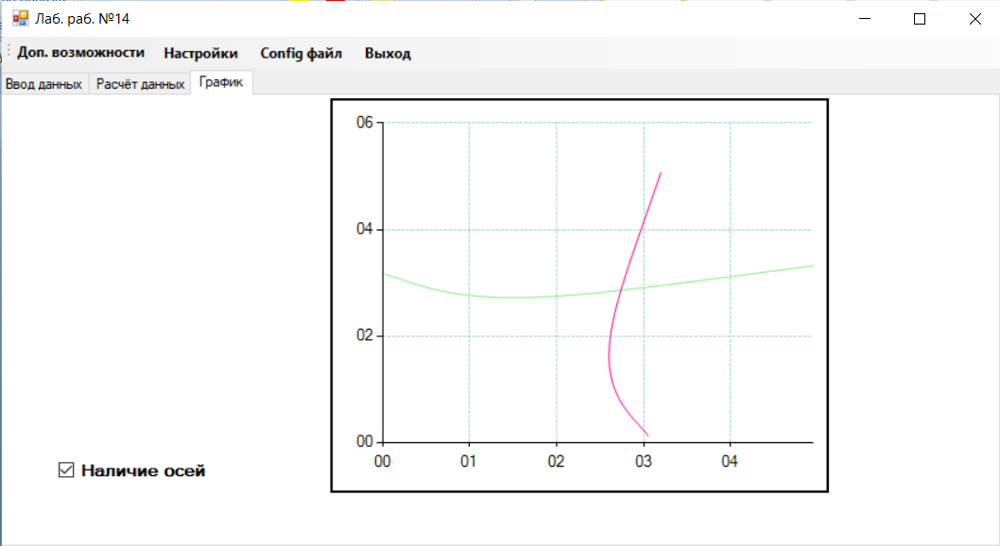 Лаб. раб. №14
Доп. возможности Настройки Config файл Выход
Ввод данных Расчёт данных График
06
04
02
00
00 01 02 03 04
Наличие осей